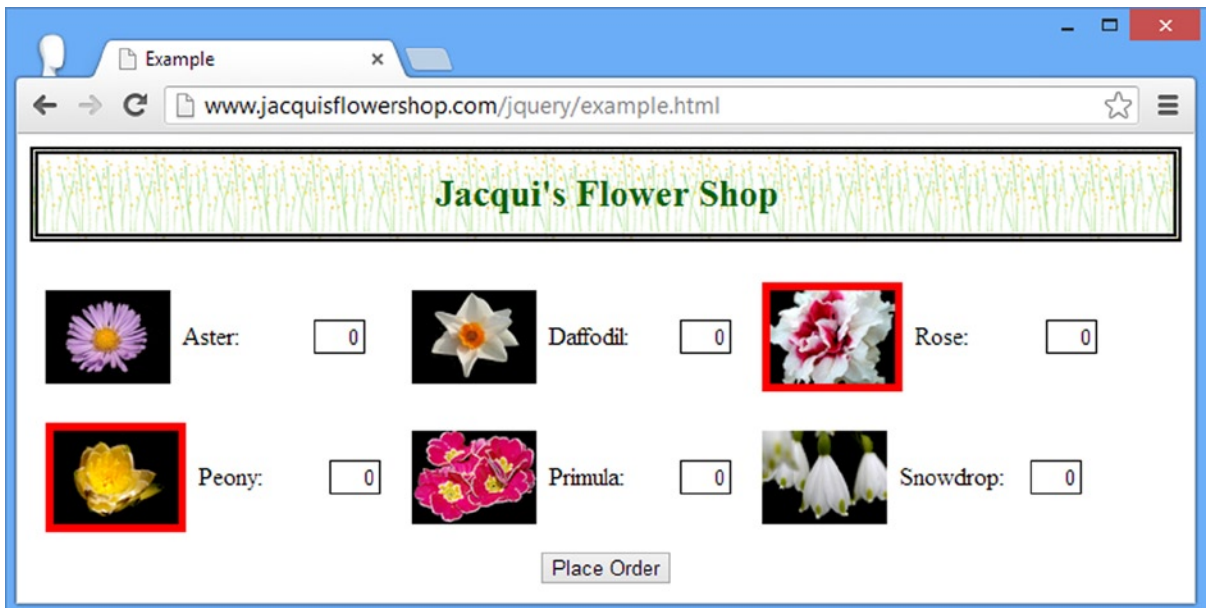 Example
www.jacquisflowershop.com/jquery/example.html
Jacqui's Flower Shop
Aster: 0 Daffodil: 0 Rose: 0
Peony: 0 Primula: 0 Snowdrop: 0
Place Order